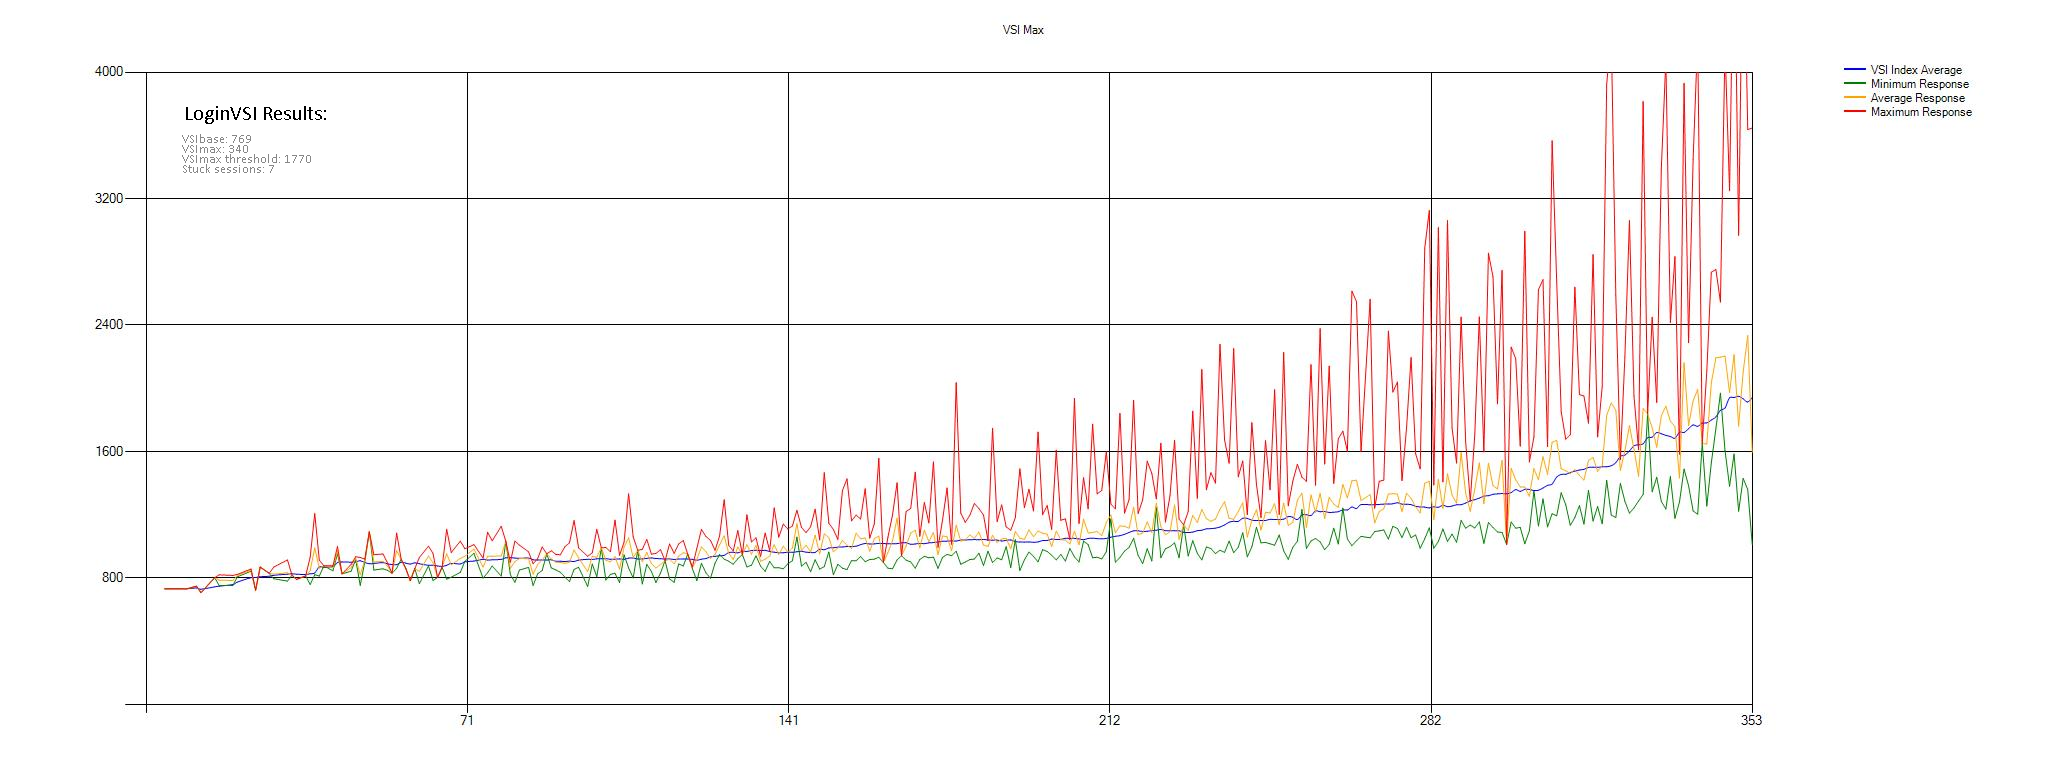 VSI Max
4000
3200
2400
1600
800
LoginVSI Results:
VSIbase: 769
VSImax: 340
VSImax threshold: 1770
Stuck sessions: 7
VSI Index Average
Minimum Response
Average Response
Maximum Response
71
141
212
282
353